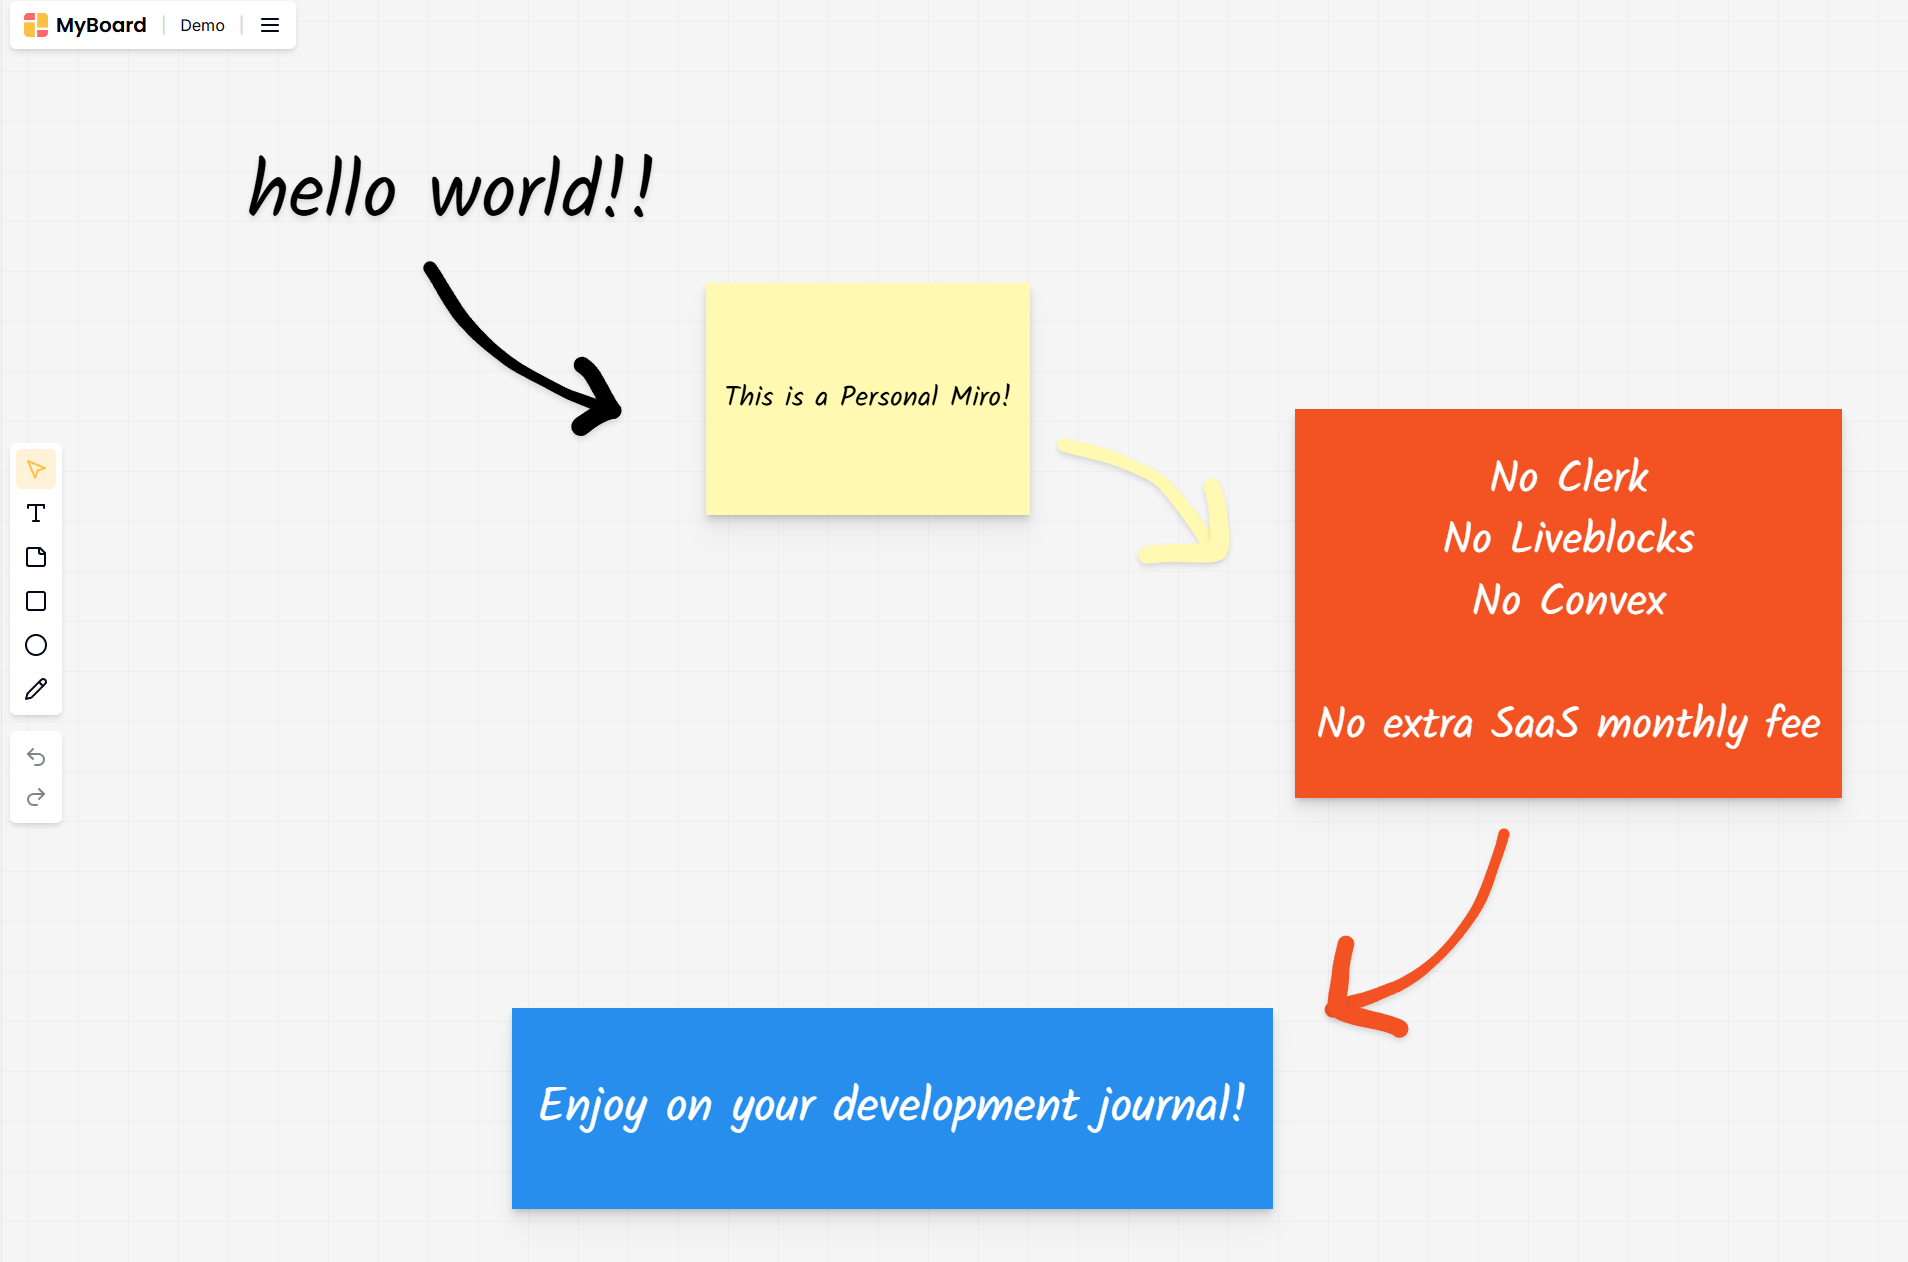 MyBoard
Demo
hello world!!
This is a Personal Miro!
No Clerk
No Liveblocks
No Convex
No extra SaaS monthly fee
Enjoy on your development journal!